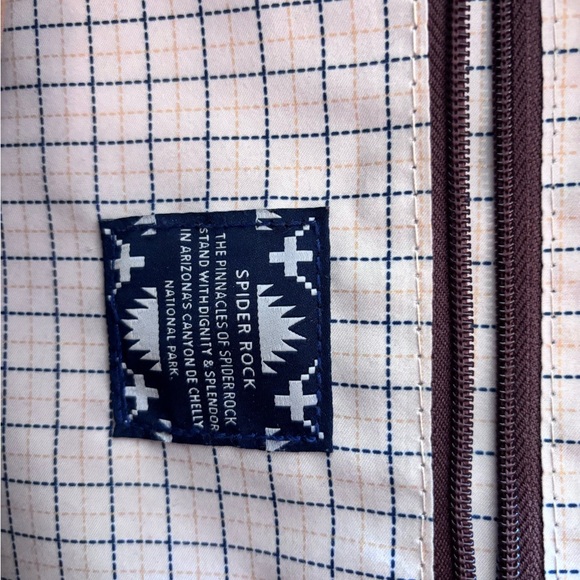 SPIDER ROCK
THE PINNACLES OF SPIDER ROCK
STAND WITH DIGNITY & SPLENDOR
IN ARIZONA'S CANYON DE CHELLY
NATIONAL PARK.